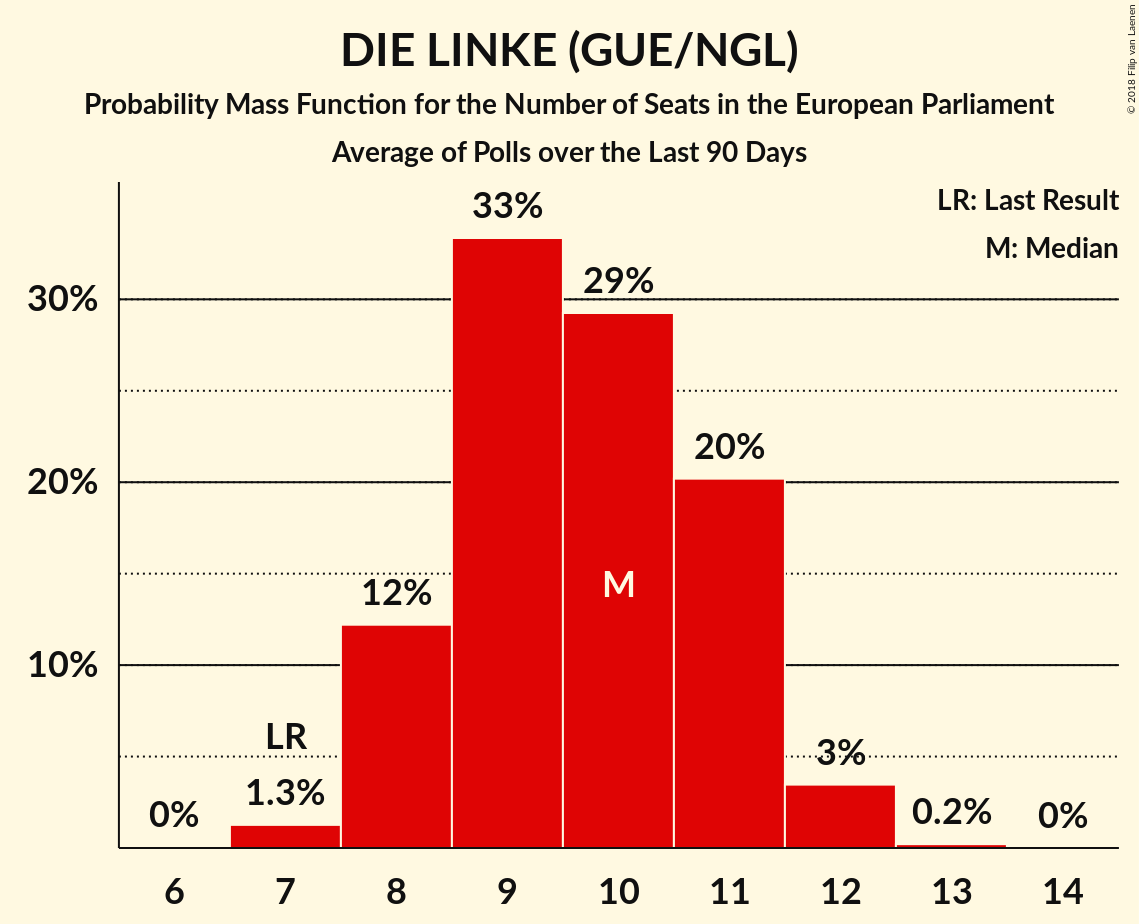 DIE LINKE (GUE/NGL)
Probability Mass Function for the Number of Seats in the European Parliament
Average of Polls over the Last 90 Days
© 2018 Filip van Laenen
LR: Last Result
M: Median
33%
29%
30%
20%
20%
M
12%
10%
LR
3%
1.3%
0%
0.2%
0%
6 7 8 9 10 11 12 13 14